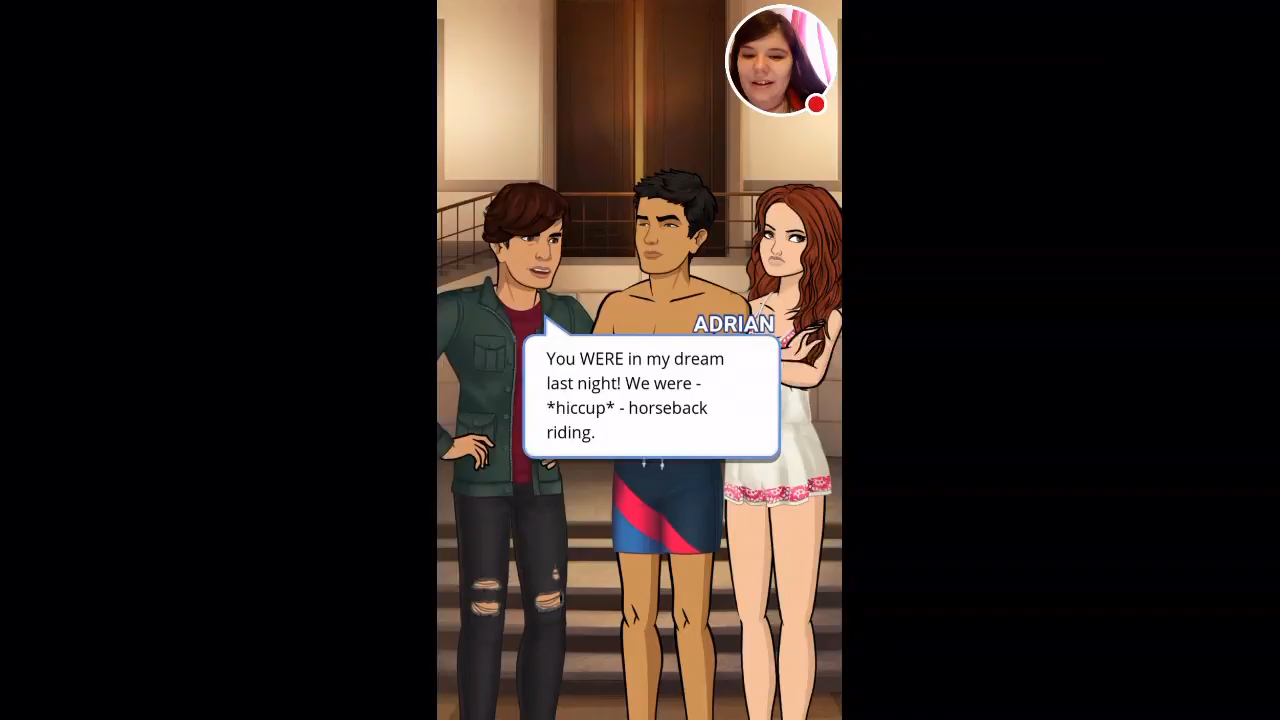 ADRIAN
You WERE in my dream
last night! We were -
*hiccup* - horseback
riding.